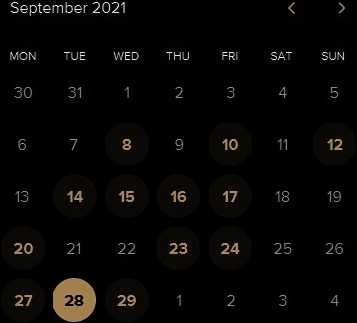 September 2021
MON TUE WED THU FRI SAT SUN
30 31 1 2 3 4 5
6 7 8 9 10 11 12
13 14 15 16 17 18 19
20 21 22 23 24 25 26
27 28 29 1 2 3 4